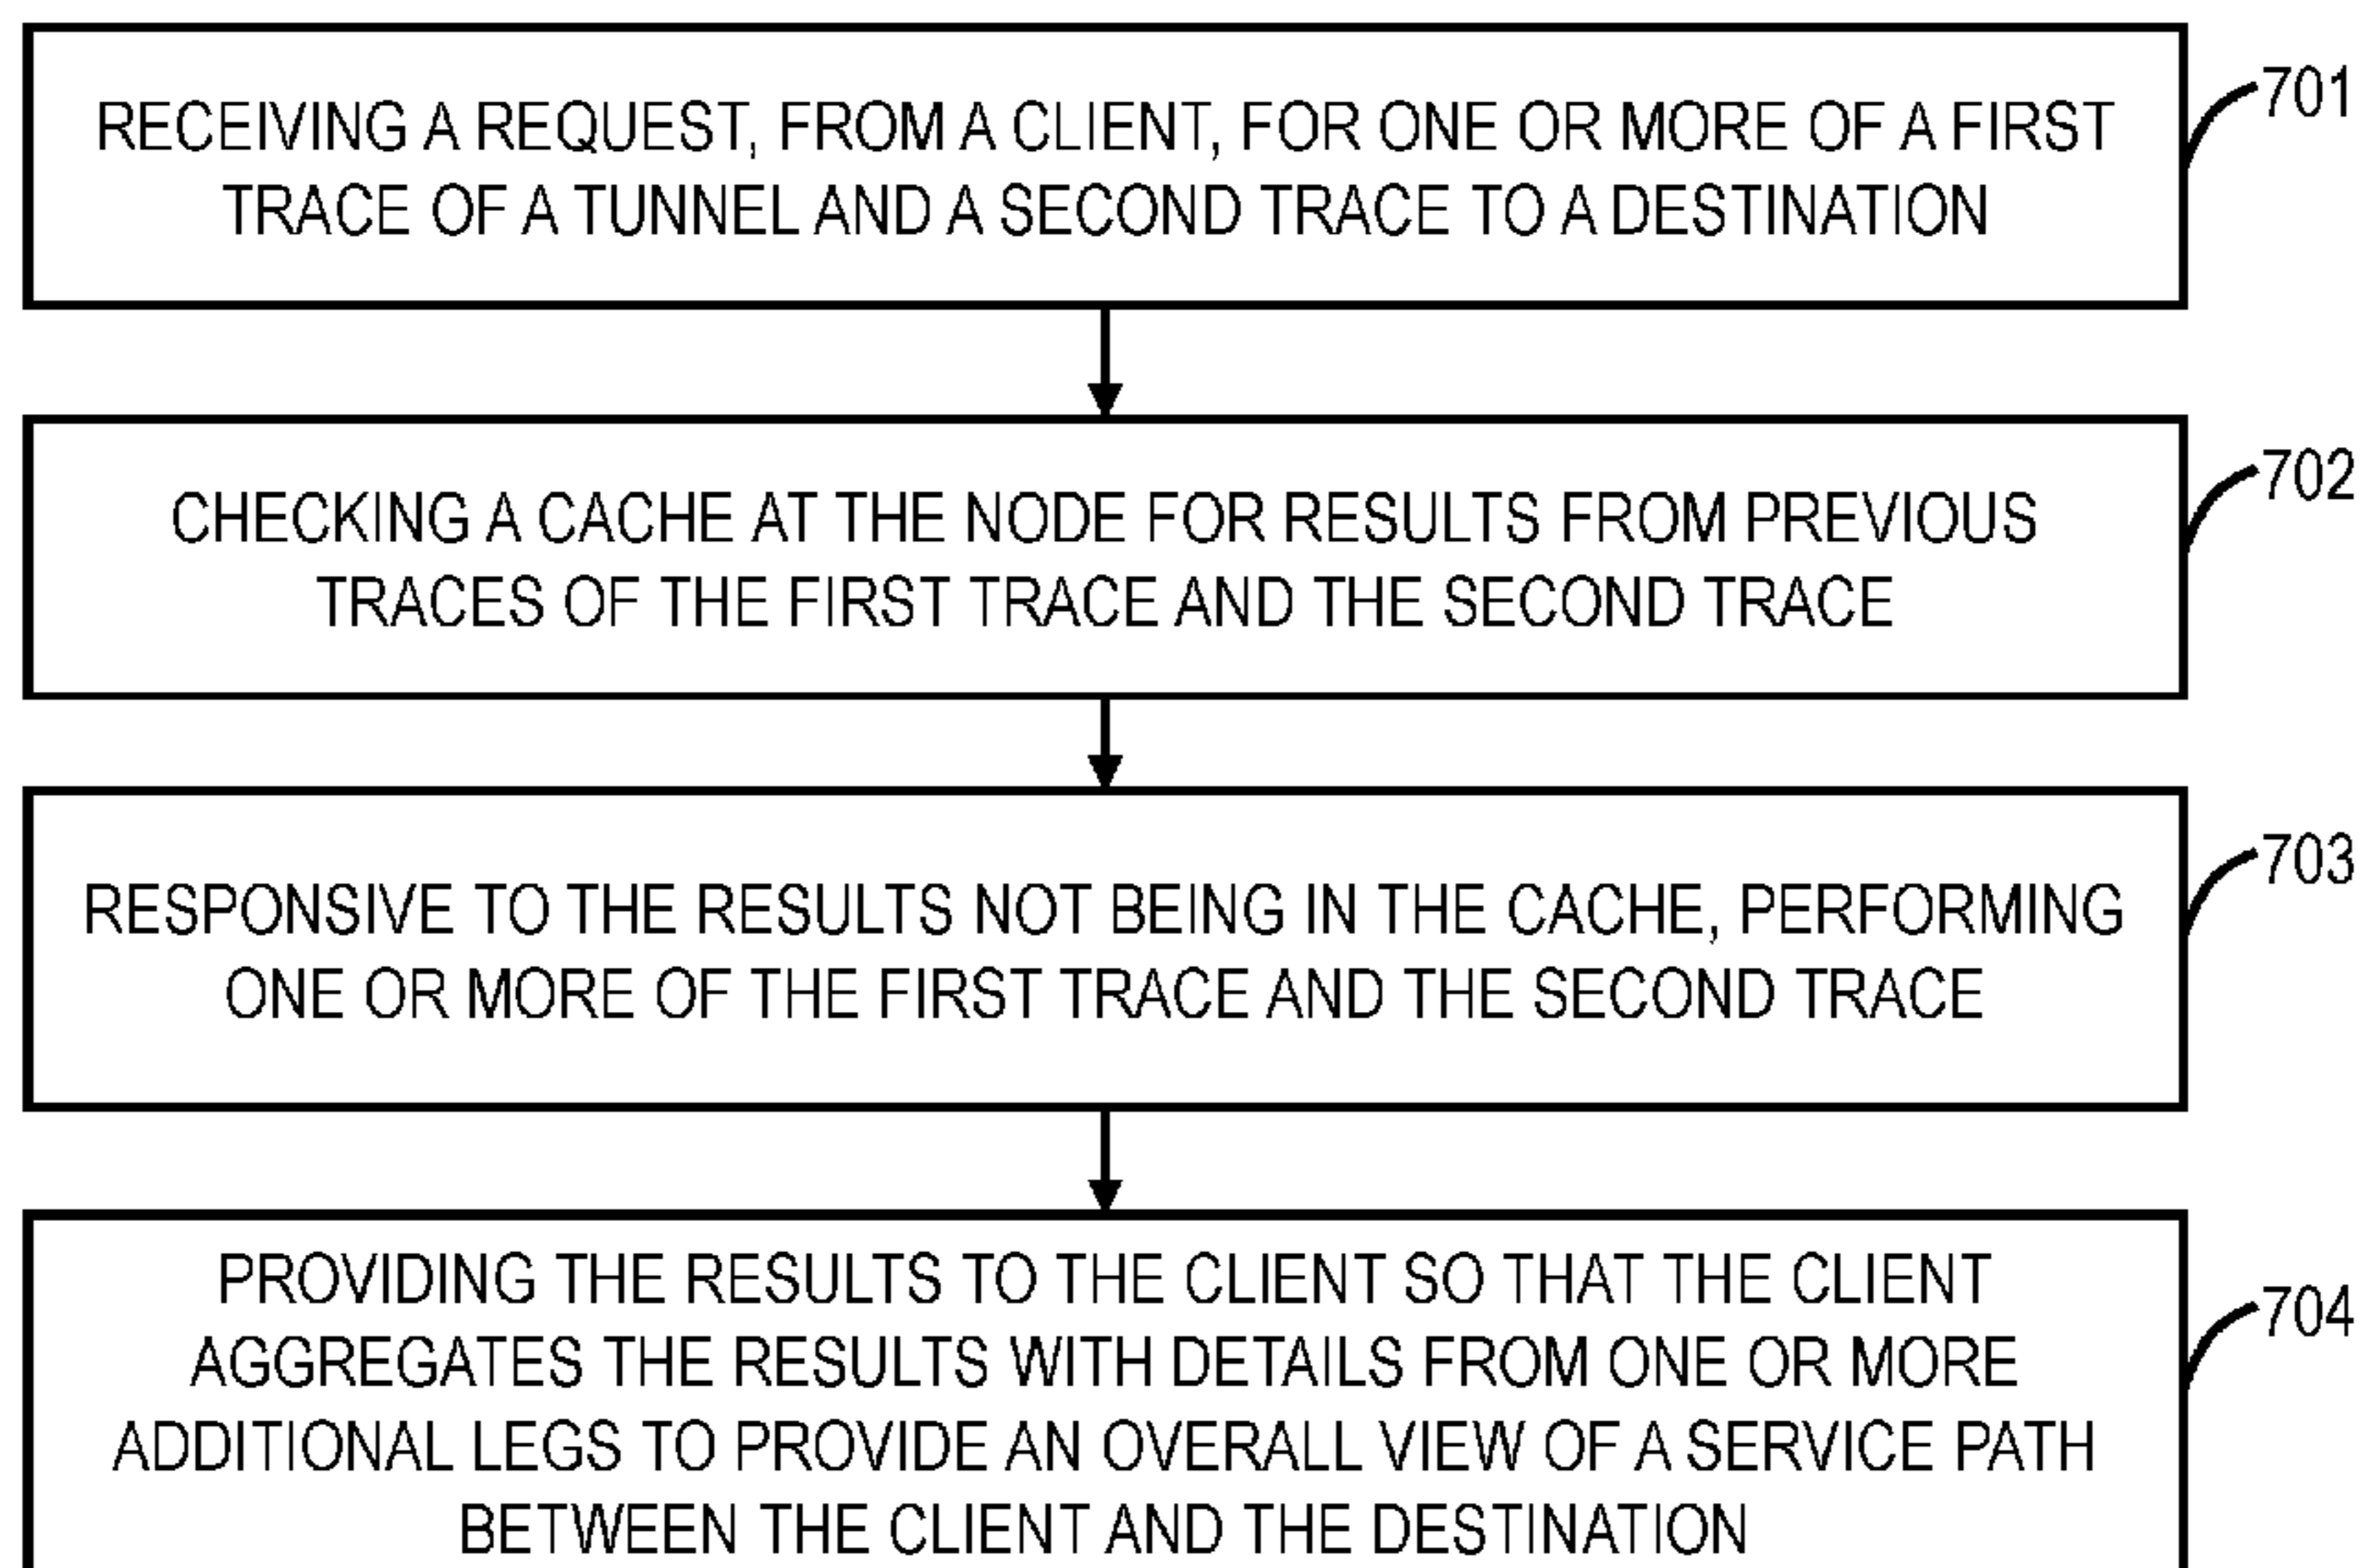 RECEIVING A REQUEST, FROM A CLIENT, FOR ONE OR MORE OF A FIRST
TRACE OF A TUNNEL AND A SECOND TRACE TO A DESTINATION
701
CHECKING A CACHE AT THE NODE FOR RESULTS FROM PREVIOUS
TRACES OF THE FIRST TRACE AND THE SECOND TRACE
702
RESPONSIVE TO THE RESULTS NOT BEING IN THE CACHE, PERFORMING
ONE OR MORE OF THE FIRST TRACE AND THE SECOND TRACE
703
PROVIDING THE RESULTS TO THE CLIENT SO THAT THE CLIENT
AGGREGATES THE RESULTS WITH DETAILS FROM ONE OR MORE
ADDITIONAL LEGS TO PROVIDE AN OVERALL VIEW OF A SERVICE PATH
BETWEEN THE CLIENT AND THE DESTINATION
704